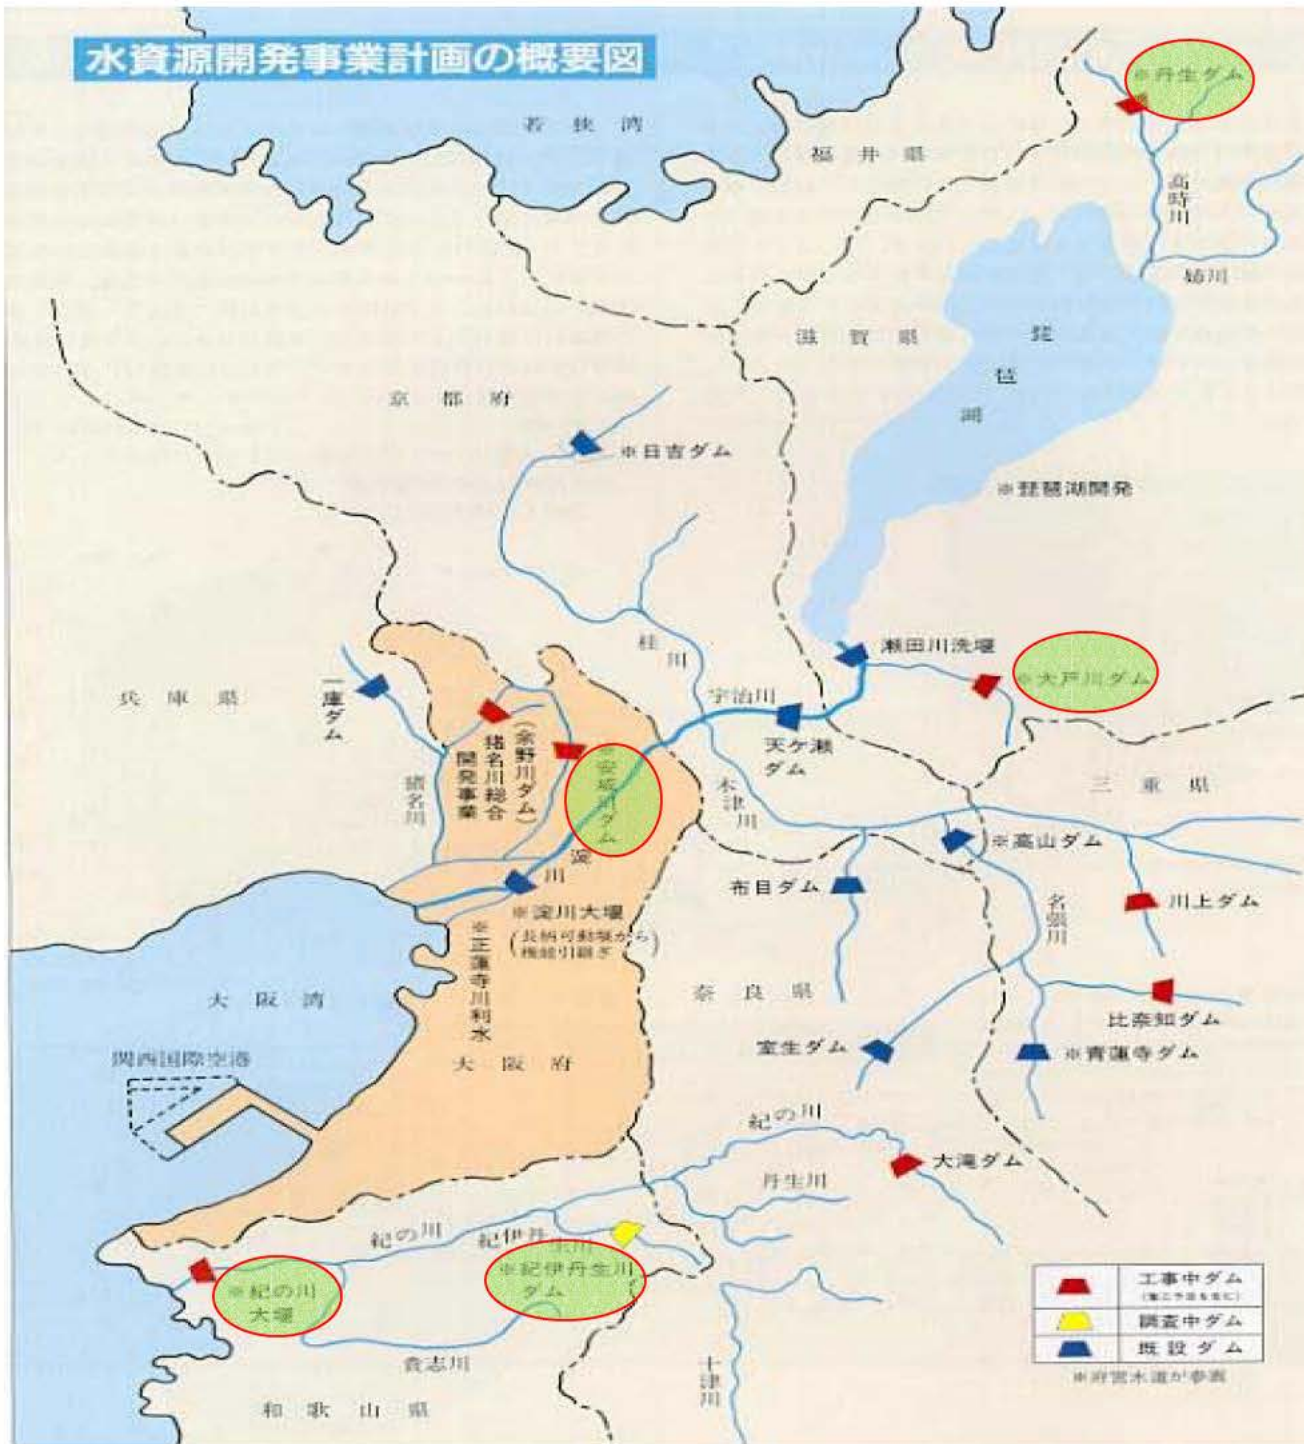 水資源開発事業計画の概要図
※丹生ダム
若狭湾
福井県
高時川
姉川
滋賀県
琵琶湖
京都府
※日吉ダム
※琵琶湖開発
桂川
瀬田川洗堰
※大戸川ダム
兵庫県
一庫ダム
宇治川
天ケ瀬
ダム
(余野川ダム)
猪名川総合
開発事業
※安威川ダム
猪名川
木津川
三重県
※高山ダム
淀川
布目ダム
川上ダム
※淀川大堰
(長柄可動堰から
機能引継ぎ)
名張川
※正蓮寺川利水
大阪湾
奈良県
比奈知ダム
関西国際空港
大阪府
室生ダム
※青蓮寺ダム
紀の川
大滝ダム
丹生川
紀の川
紀伊丹生川
※紀の川
大堰
※紀伊丹生川
ダム
貴志川
十津川
和歌山県
工事中ダム
調査中ダム
既設ダム
※府営水道が参画